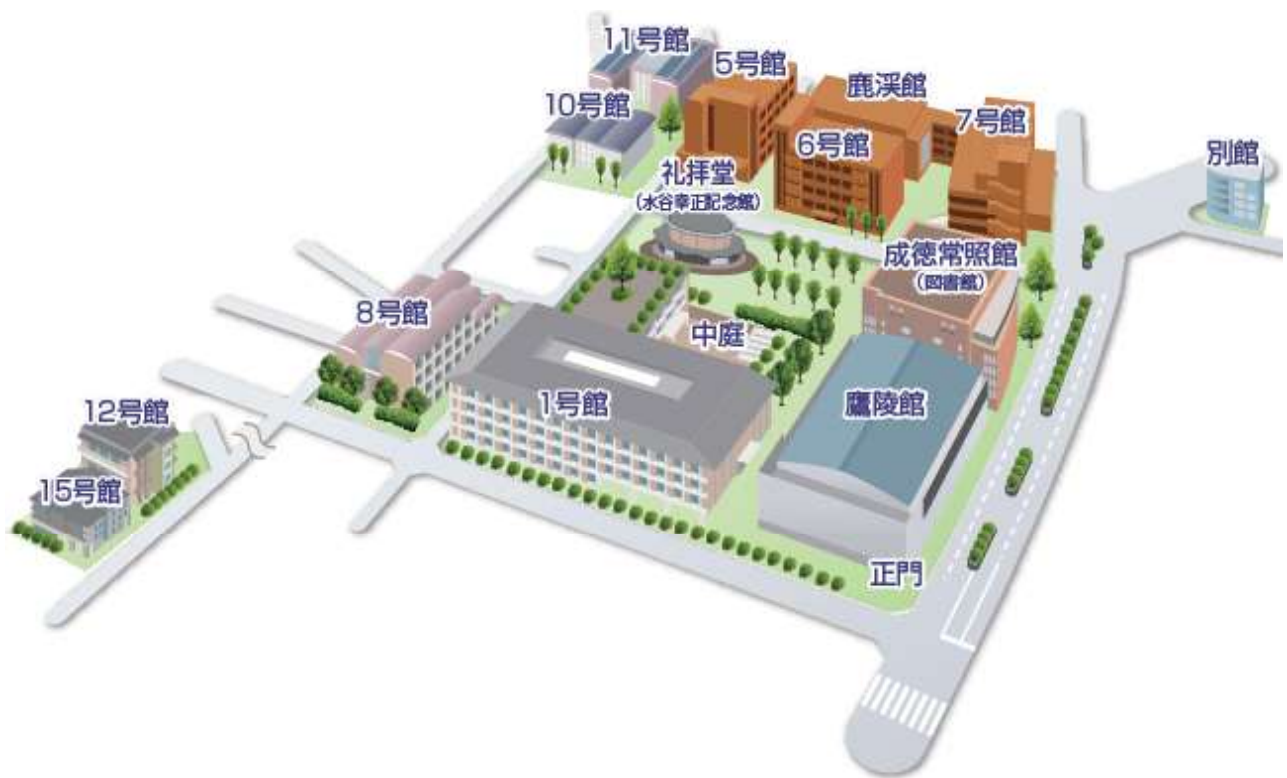 11号館
5号館
鹿渓館
10号館
7号館
6号館
別館
礼拝堂
(水谷幸正記念館)
成徳常照館
(図書館)
8号館
中庭
1号館
鷹陵館
12号館
15号館
正門